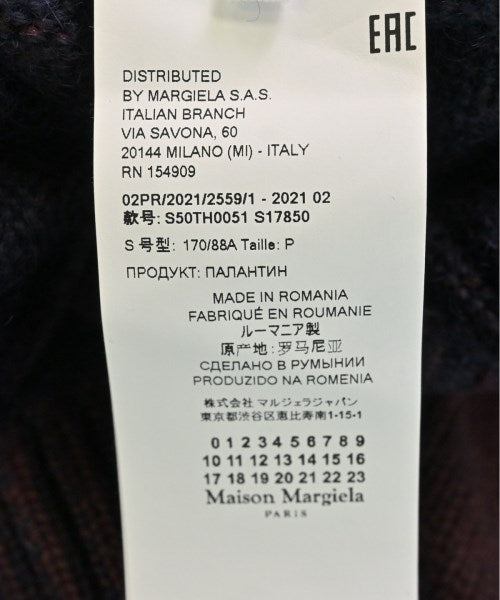 EAC
DISTRIBUTED
BY MARGIELA S.A.S.
ITALIAN BRANCH
VIA SAVONA, 60
20144 MILANO (MI) - ITALY
RN 154909
02PR/2021/2559/1 - 2021 02
款号: S50TH0051 S17850
S 号型: 170/88A Taille: P
ПРОДУКТ: ПАЛАНТИН
MADE IN ROMANIA
FABRIQUÉ EN ROUMANIE
ルーマニア製
原产地:罗马尼亚
СДЕЛАНО В РУМЫНИИ
PRODUZIDO NA ROMENIA
株式会社 マルジェラジャパン
東京都渋谷区恵比寿南1-15-1
0 1 2 3 4 5 6 7 8 9
10 11 12 13 14 15 16
17 18 19 20 21 22 23
Maison Margiela
PARIS